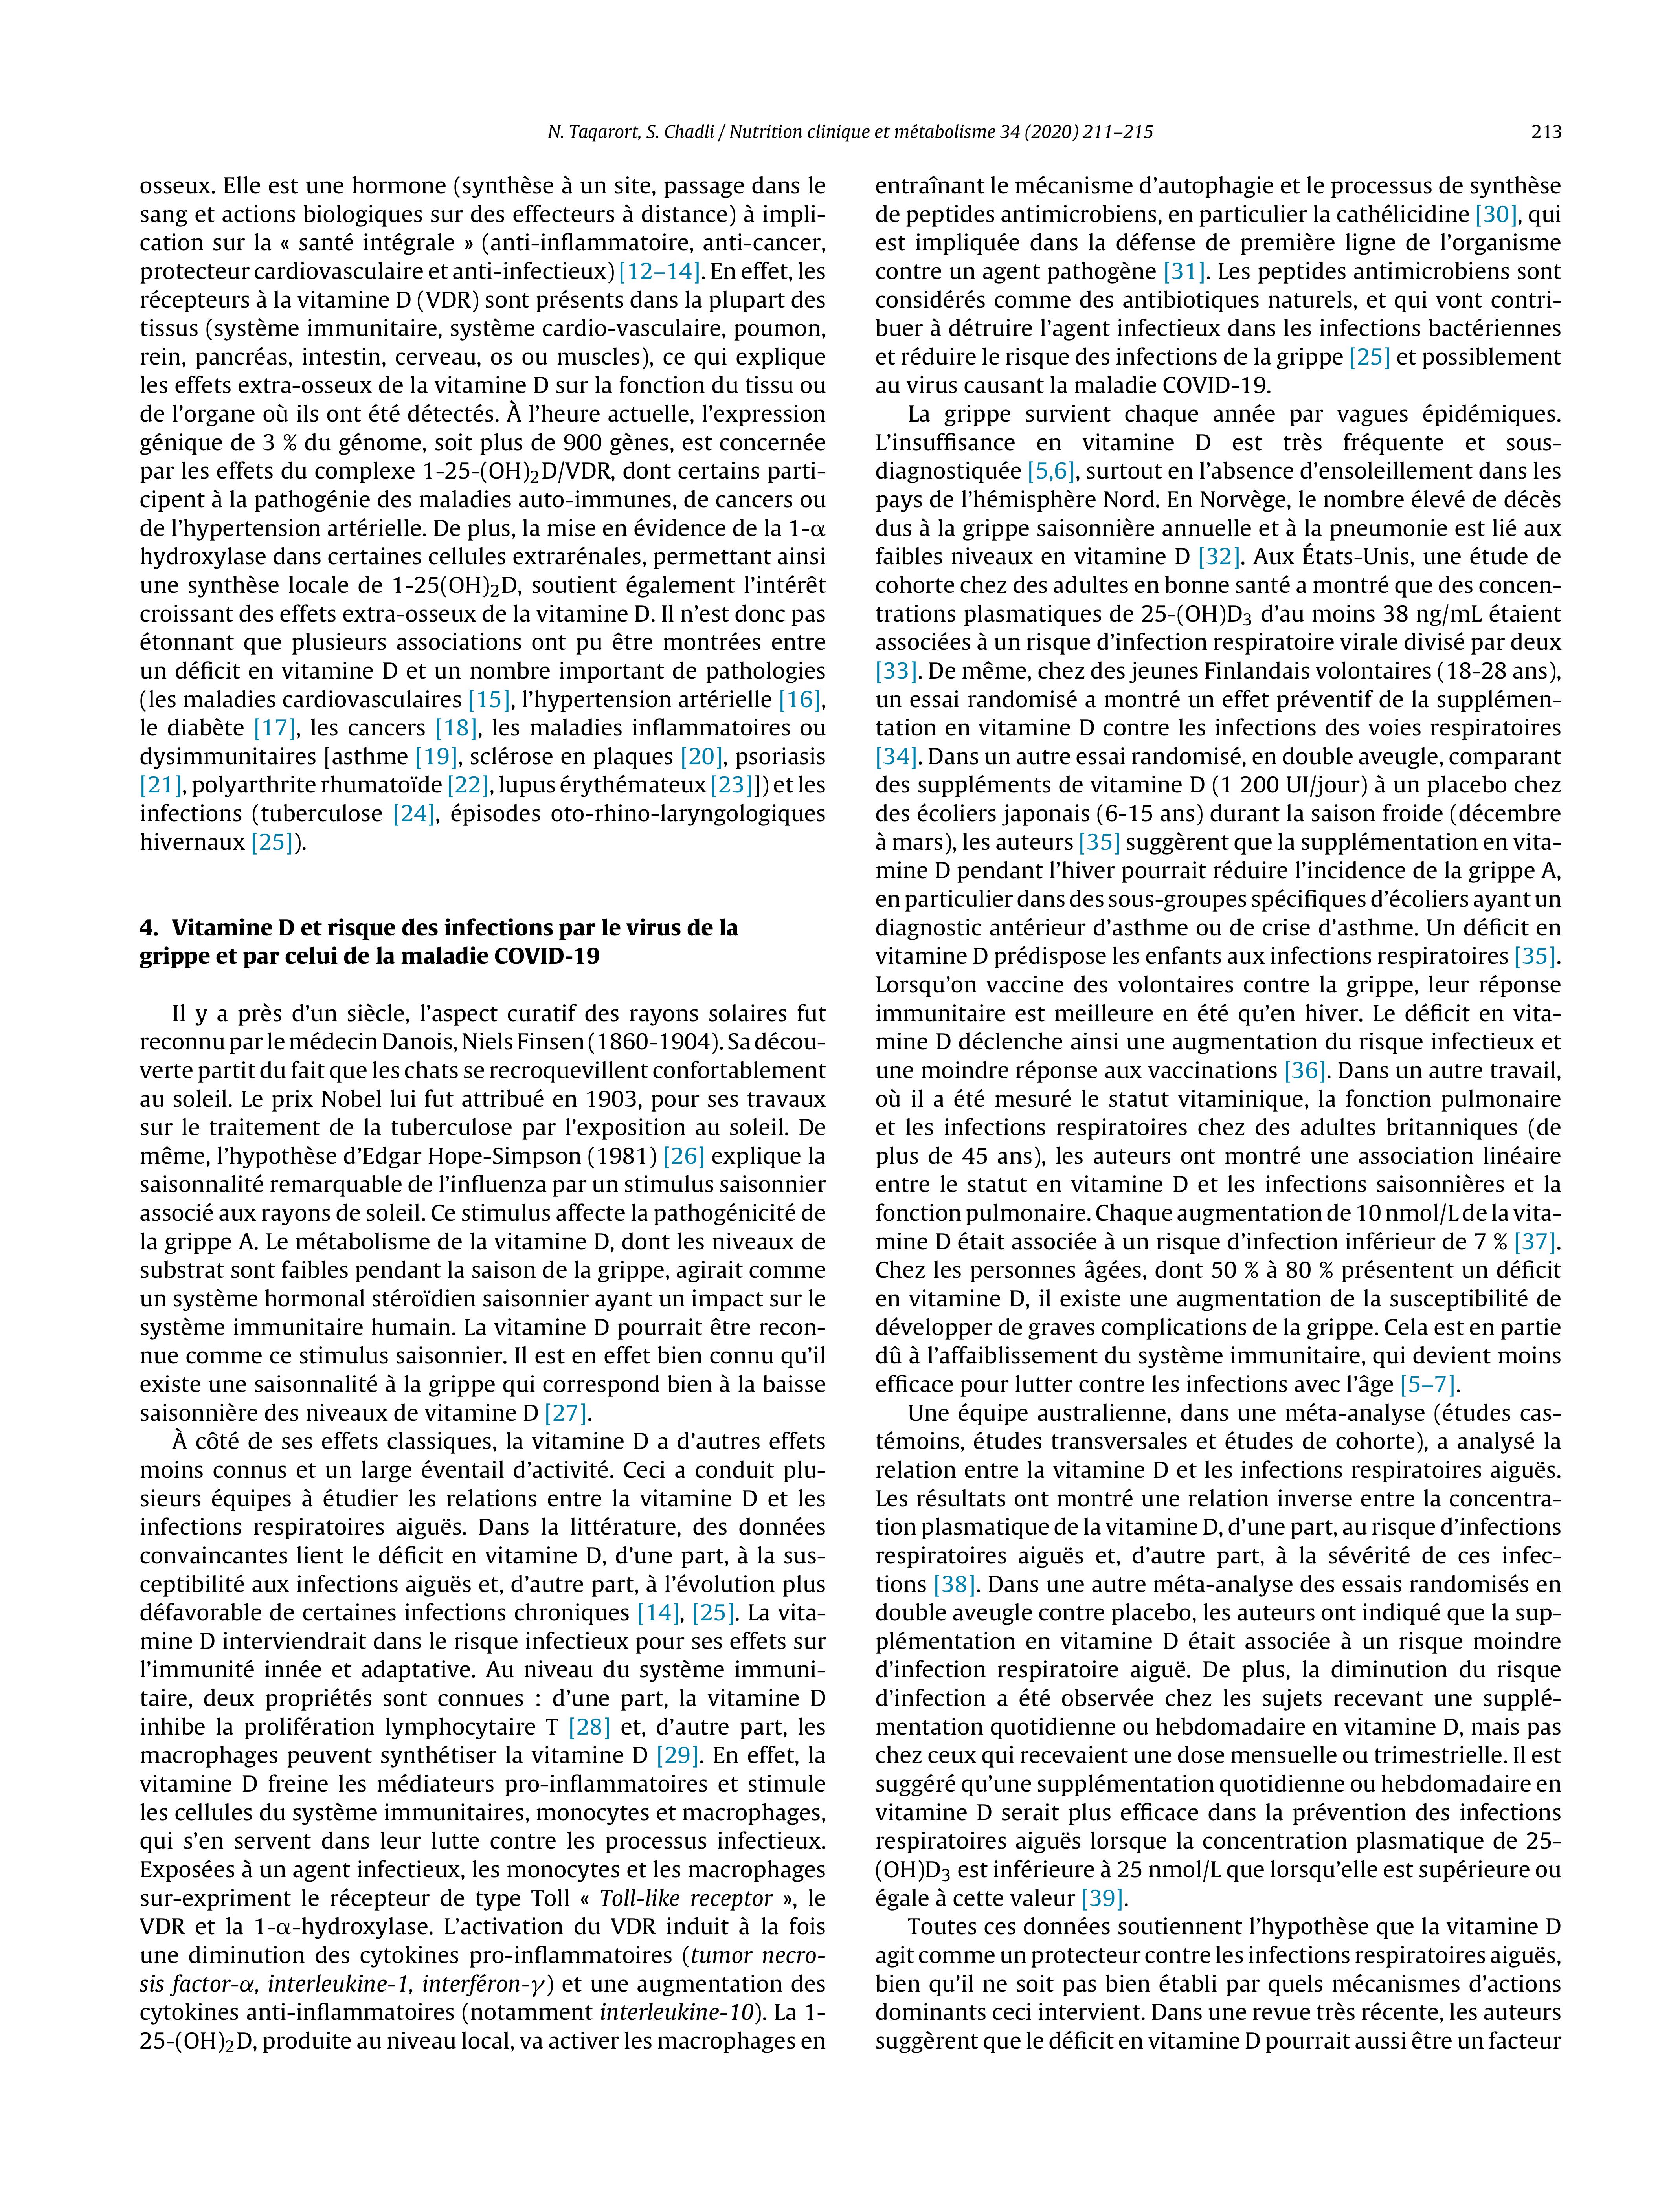 N. Taqarort, S. Chadli / Nutrition clinique et métabolisme 34 (2020) 211–215
213
osseux. Elle est une hormone (synthèse à un site, passage dans le
sang et actions biologiques sur des effecteurs à distance) à impli-
cation sur la « santé intégrale » (anti-inflammatoire, anti-cancer,
protecteur cardiovasculaire et anti-infectieux) [12–14]. En effet, les
récepteurs à la vitamine D (VDR) sont présents dans la plupart des
tissus (système immunitaire, système cardio-vasculaire, poumon,
rein, pancréas, intestin, cerveau, os ou muscles), ce qui explique
les effets extra-osseux de la vitamine D sur la fonction du tissu ou
de l'organe où ils ont été détectés. À l'heure actuelle, l'expression
génique de 3 % du génome, soit plus de 900 gènes, est concernée
par les effets du complexe 1-25-(OH)2D/VDR, dont certains parti-
cipent à la pathogénie des maladies auto-immunes, de cancers ou
de l'hypertension artérielle. De plus, la mise en évidence de la 1-α
hydroxylase dans certaines cellules extrarénales, permettant ainsi
une synthèse locale de 1-25(OH)2D, soutient également l'intérêt
croissant des effets extra-osseux de la vitamine D. Il n'est donc pas
étonnant que plusieurs associations ont pu être montrées entre
un déficit en vitamine D et un nombre important de pathologies
(les maladies cardiovasculaires [15], l'hypertension artérielle [16],
le diabète [17], les cancers [18], les maladies inflammatoires ou
dysimmunitaires [asthme [19], sclérose en plaques [20], psoriasis
[21], polyarthrite rhumatoïde [22], lupus érythémateux [23]]) et les
infections (tuberculose [24], épisodes oto-rhino-laryngologiques
hivernaux [25]).
4. Vitamine D et risque des infections par le virus de la
grippe et par celui de la maladie COVID-19
Il y a près d'un siècle, l'aspect curatif des rayons solaires fut
reconnu par le médecin Danois, Niels Finsen (1860-1904). Sa décou-
verte partit du fait que les chats se recroquevillent confortablement
au soleil. Le prix Nobel lui fut attribué en 1903, pour ses travaux
sur le traitement de la tuberculose par l'exposition au soleil. De
même, l'hypothèse d'Edgar Hope-Simpson (1981) [26] explique la
saisonnalité remarquable de l'influenza par un stimulus saisonnier
associé aux rayons de soleil. Ce stimulus affecte la pathogénicité de
la grippe A. Le métabolisme de la vitamine D, dont les niveaux de
substrat sont faibles pendant la saison de la grippe, agirait comme
un système hormonal stéroïdien saisonnier ayant un impact sur le
système immunitaire humain. La vitamine D pourrait être recon-
nue comme ce stimulus saisonnier. Il est en effet bien connu qu'il
existe une saisonnalité à la grippe qui correspond bien à la baisse
saisonnière des niveaux de vitamine D [27].
À côté de ses effets classiques, la vitamine D a d'autres effets
moins connus et un large éventail d'activité. Ceci a conduit plu-
sieurs équipes à étudier les relations entre la vitamine D et les
infections respiratoires aiguës. Dans la littérature, des données
convaincantes lient le déficit en vitamine D, d'une part, à la sus-
ceptibilité aux infections aiguës et, d'autre part, à l'évolution plus
défavorable de certaines infections chroniques [14], [25]. La vita-
mine D interviendrait dans le risque infectieux pour ses effets sur
l'immunité innée et adaptative. Au niveau du système immuni-
taire, deux propriétés sont connues : d'une part, la vitamine D
inhibe la prolifération lymphocytaire T [28] et, d'autre part, les
macrophages peuvent synthétiser la vitamine D [29]. En effet, la
vitamine D freine les médiateurs pro-inflammatoires et stimule
les cellules du système immunitaires, monocytes et macrophages,
qui s'en servent dans leur lutte contre les processus infectieux.
Exposées à un agent infectieux, les monocytes et les macrophages
sur-expriment le récepteur de type Toll « Toll-like receptor », le
VDR et la 1-α-hydroxylase. L'activation du VDR induit à la fois
une diminution des cytokines pro-inflammatoires (tumor necro-
sis factor-α, interleukine-1, interféron-γ) et une augmentation des
cytokines anti-inflammatoires (notamment interleukine-10). La 1-
25-(OH)2D, produite au niveau local, va activer les macrophages en
entraînant le mécanisme d'autophagie et le processus de synthèse
de peptides antimicrobiens, en particulier la cathélicidine [30], qui
est impliquée dans la défense de première ligne de l'organisme
contre un agent pathogène [31]. Les peptides antimicrobiens sont
considérés comme des antibiotiques naturels, et qui vont contri-
buer à détruire l'agent infectieux dans les infections bactériennes
et réduire le risque des infections de la grippe [25] et possiblement
au virus causant la maladie COVID-19.
La grippe survient chaque année par vagues épidémiques.
L'insuffisance en vitamine D est très fréquente et sous-
diagnostiquée [5,6], surtout en l'absence d'ensoleillement dans les
pays de l'hémisphère Nord. En Norvège, le nombre élevé de décès
dus à la grippe saisonnière annuelle et à la pneumonie est lié aux
faibles niveaux en vitamine D [32]. Aux États-Unis, une étude de
cohorte chez des adultes en bonne santé a montré que des concen-
trations plasmatiques de 25-(OH)D3 d'au moins 38 ng/mL étaient
associées à un risque d'infection respiratoire virale divisé par deux
[33]. De même, chez des jeunes Finlandais volontaires (18-28 ans),
un essai randomisé a montré un effet préventif de la supplémen-
tation en vitamine D contre les infections des voies respiratoires
[34]. Dans un autre essai randomisé, en double aveugle, comparant
des suppléments de vitamine D (1 200 UI/jour) à un placebo chez
des écoliers japonais (6-15 ans) durant la saison froide (décembre
à mars), les auteurs [35] suggèrent que la supplémentation en vita-
mine D pendant l'hiver pourrait réduire l'incidence de la grippe A,
en particulier dans des sous-groupes spécifiques d'écoliers ayant un
diagnostic antérieur d'asthme ou de crise d'asthme. Un déficit en
vitamine D prédispose les enfants aux infections respiratoires [35].
Lorsqu'on vaccine des volontaires contre la grippe, leur réponse
immunitaire est meilleure en été qu'en hiver. Le déficit en vita-
mine D déclenche ainsi une augmentation du risque infectieux et
une moindre réponse aux vaccinations [36]. Dans un autre travail,
où il a été mesuré le statut vitaminique, la fonction pulmonaire
et les infections respiratoires chez des adultes britanniques (de
plus de 45 ans), les auteurs ont montré une association linéaire
entre le statut en vitamine D et les infections saisonnières et la
fonction pulmonaire. Chaque augmentation de 10 nmol/L de la vita-
mine D était associée à un risque d'infection inférieur de 7 % [37].
Chez les personnes âgées, dont 50 % à 80 % présentent un déficit
en vitamine D, il existe une augmentation de la susceptibilité de
développer de graves complications de la grippe. Cela est en partie
dû à l'affaiblissement du système immunitaire, qui devient moins
efficace pour lutter contre les infections avec l'âge [5–7].
Une équipe australienne, dans une méta-analyse (études cas-
témoins, études transversales et études de cohorte), a analysé la
relation entre la vitamine D et les infections respiratoires aiguës.
Les résultats ont montré une relation inverse entre la concentra-
tion plasmatique de la vitamine D, d'une part, au risque d'infections
respiratoires aiguës et, d'autre part, à la sévérité de ces infec-
tions [38]. Dans une autre méta-analyse des essais randomisés en
double aveugle contre placebo, les auteurs ont indiqué que la sup-
plémentation en vitamine D était associée à un risque moindre
d'infection respiratoire aiguë. De plus, la diminution du risque
d'infection a été observée chez les sujets recevant une supplé-
mentation quotidienne ou hebdomadaire en vitamine D, mais pas
chez ceux qui recevaient une dose mensuelle ou trimestrielle. Il est
suggéré qu'une supplémentation quotidienne ou hebdomadaire en
vitamine D serait plus efficace dans la prévention des infections
respiratoires aiguës lorsque la concentration plasmatique de 25-
(OH)D3 est inférieure à 25 nmol/L que lorsqu'elle est supérieure ou
égale à cette valeur [39].
Toutes ces données soutiennent l'hypothèse que la vitamine D
agit comme un protecteur contre les infections respiratoires aiguës,
bien qu'il ne soit pas bien établi par quels mécanismes d'actions
dominants ceci intervient. Dans une revue très récente, les auteurs
suggèrent que le déficit en vitamine D pourrait aussi être un facteur